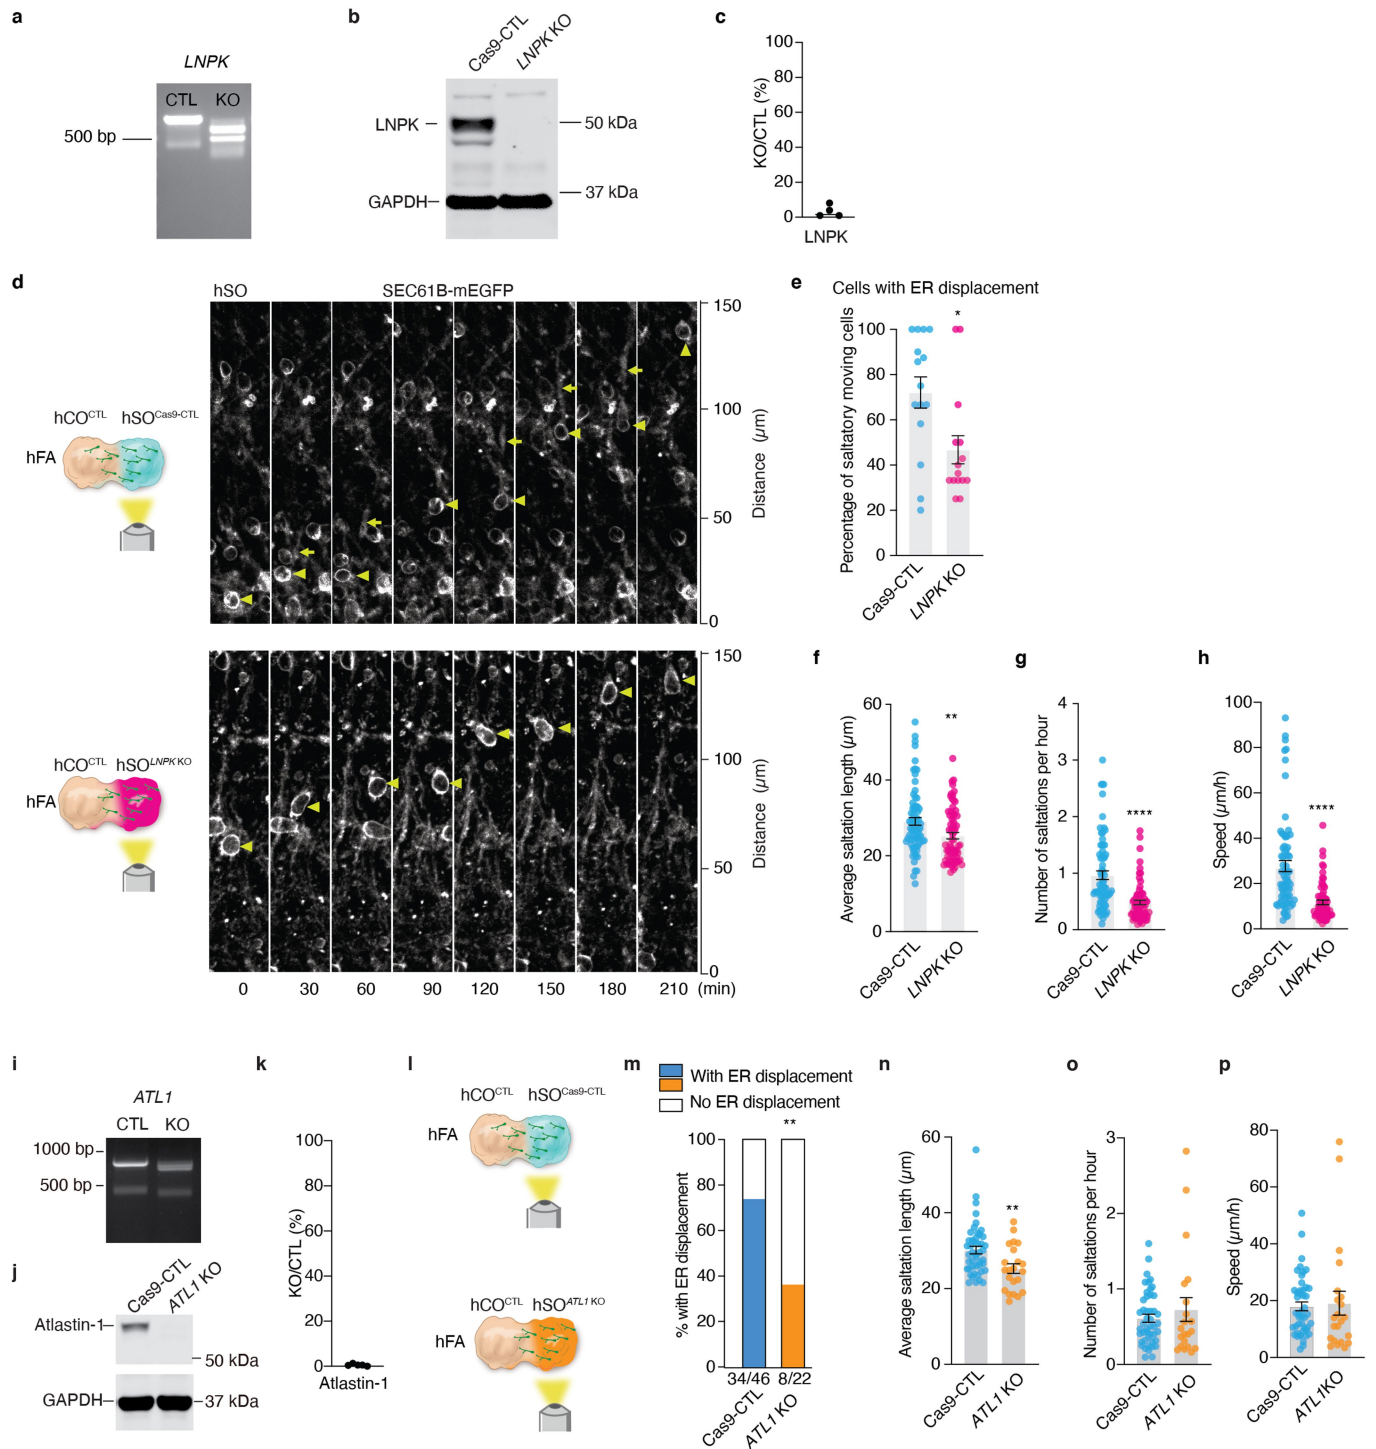 a
LNPK
CTL KO
500 bp
b
Cas9-CTL
LNPK KO
LNPK
50 kDa
37 kDa
GAPDH
c
KO/CTL (%)
100
80
60
40
20
0
LNPK
d
hSO
SEC61B-mEGFP
hCO^CTL hSO^Cas9-CTL
hFA
150
100
50
0
Distance (µm)
hCO^CTL hSO^LNPK KO
hFA
150
100
50
0
Distance (µm)
0 30 60 90 120 150 180 210 (min)
e
Cells with ER displacement
*
Percentage of saltatory moving cells
100
80
60
40
20
0
Cas9-CTL
LNPK KO
f
Average saltation length (µm)
60
40
20
0
**
Cas9-CTL
LNPK KO
g
Number of saltations per hour
4
3
2
1
0
****
Cas9-CTL
LNPK KO
h
Speed (µm/h)
100
80
60
40
20
0
****
Cas9-CTL
LNPK KO
i
ATL1
CTL KO
1000 bp
500 bp
j
Cas9-CTL
ATL1 KO
Atlastin-1
50 kDa
GAPDH
37 kDa
k
KO/CTL (%)
100
80
60
40
20
0
Atlastin-1
l
hCO^CTL hSO^Cas9-CTL
hFA
hCO^CTL hSO^ATL1 KO
hFA
m
With ER displacement
No ER displacement
**
% with ER displacement
100
80
60
40
20
0
34/46 8/22
Cas9-CTL
ATL1 KO
n
Average saltation length (µm)
60
40
20
0
**
Cas9-CTL
ATL1 KO
o
Number of saltations per hour
3
2
1
0
Cas9-CTL
ATL1 KO
p
Speed (µm/h)
80
60
40
20
0
Cas9-CTL
ATL1KO